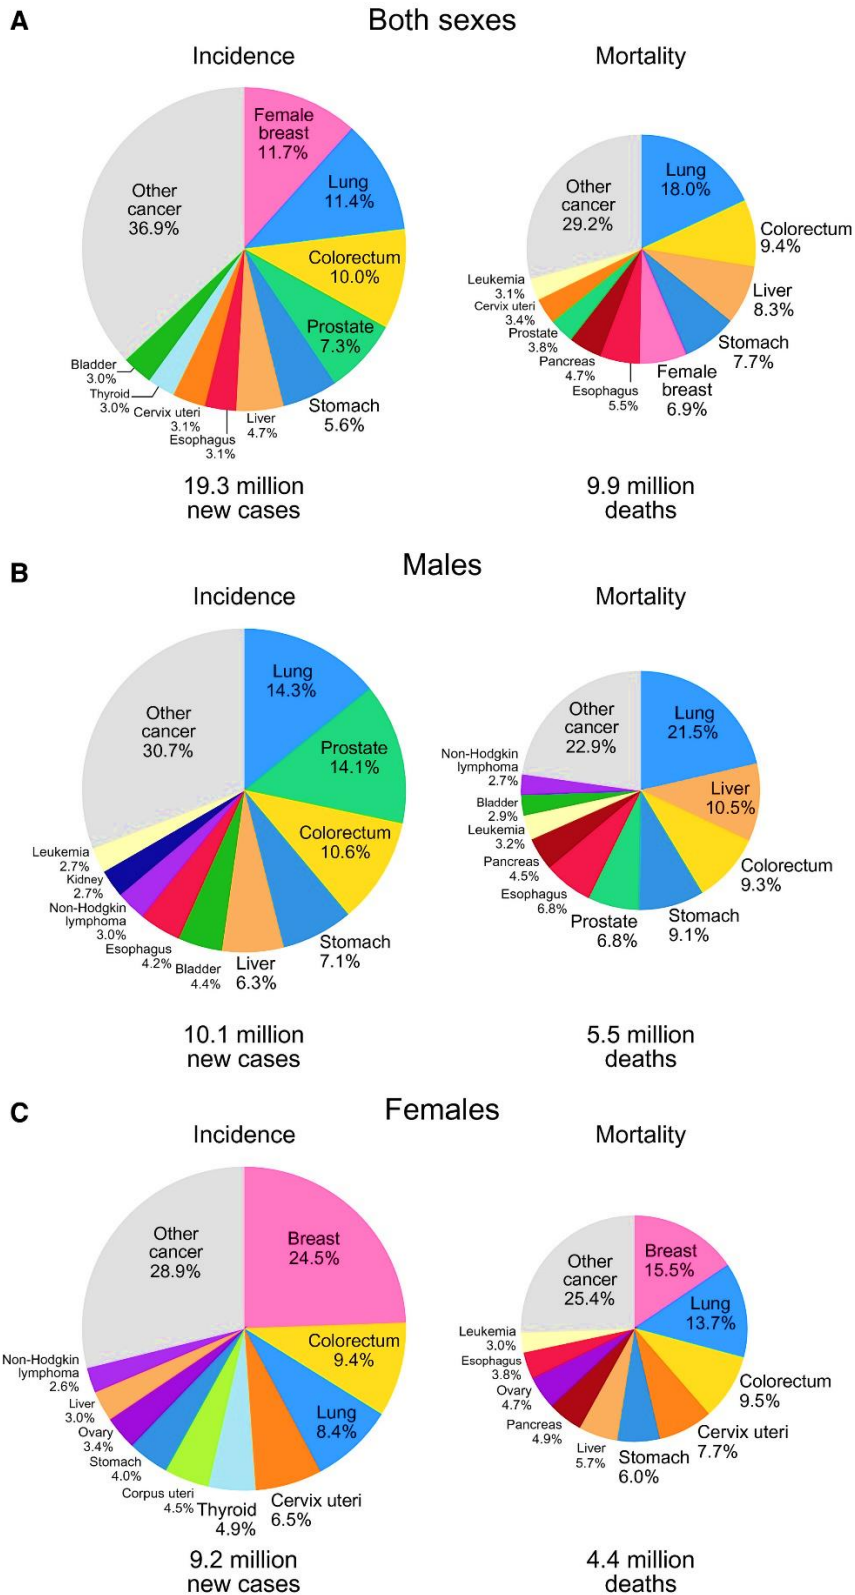 A
Both sexes
Incidence
Mortality
Female
breast
11.7%
Lung
11.4%
Colorectum
10.0%
Prostate
7.3%
Stomach
5.6%
Liver
4.7%
Esophagus
3.1%
Cervix uteri
3.1%
Thyroid
3.0%
Bladder
3.0%
Other
cancer
36.9%
Lung
18.0%
Colorectum
9.4%
Liver
8.3%
Stomach
7.7%
Female
breast
6.9%
Esophagus
5.5%
Pancreas
4.7%
Prostate
3.8%
Cervix uteri
3.4%
Leukemia
3.1%
Other
cancer
29.2%
19.3 million
new cases
9.9 million
deaths
B
Males
Incidence
Mortality
Lung
14.3%
Prostate
14.1%
Colorectum
10.6%
Stomach
7.1%
Liver
6.3%
Bladder
4.4%
Esophagus
4.2%
Non-Hodgkin
lymphoma
3.0%
Kidney
2.7%
Leukemia
2.7%
Other
cancer
30.7%
Lung
21.5%
Liver
10.5%
Colorectum
9.3%
Stomach
9.1%
Prostate
6.8%
Esophagus
6.8%
Pancreas
4.5%
Leukemia
3.2%
Bladder
2.9%
Non-Hodgkin
lymphoma
2.7%
Other
cancer
22.9%
10.1 million
new cases
5.5 million
deaths
C
Females
Incidence
Mortality
Breast
24.5%
Colorectum
9.4%
Lung
8.4%
Cervix uteri
6.5%
Thyroid
4.9%
Corpus uteri
4.5%
Stomach
4.0%
Ovary
3.4%
Liver
3.0%
Non-Hodgkin
lymphoma
2.6%
Other
cancer
28.9%
Breast
15.5%
Lung
13.7%
Colorectum
9.5%
Cervix uteri
7.7%
Stomach
6.0%
Liver
5.7%
Pancreas
4.9%
Ovary
4.7%
Esophagus
3.8%
Leukemia
3.0%
Other
cancer
25.4%
9.2 million
new cases
4.4 million
deaths